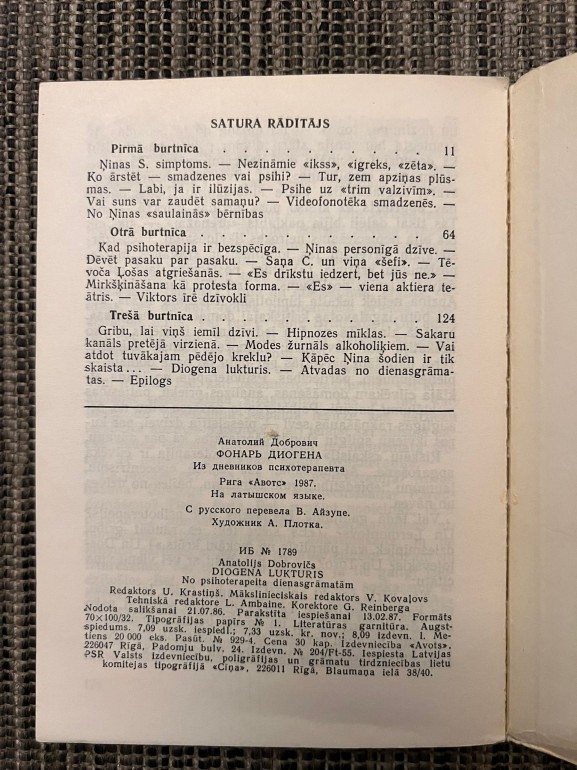 SATURA RĀDĪTĀJS
Pirmā burtnīca . . . . . . . . . . 11
Ņinas S. simptoms. — Nezināmie «ikss», «igreks, «zēta». —
Ko ārstēt — smadzenes vai psihi? — Tur, zem apziņas plūs-
mas. — Labi, ja ir ilūzijas. — Psihe uz «trim valzivīm». —
Vai suns var zaudēt samaņu? — Videofonotēka smadzenēs. —
No Ņinas «saulainās» bērnības
Otrā burtnīca . . . . . . . . . . 64
Kad psihoterapija ir bezspēcīga. — Ņinas personīgā dzīve. —
Dēvēt pasaku par pasaku. — Saņa C. un viņa «šefi». — Tē-
voča Ļošas atgriešanās. — «Es drīkstu iedzert, bet jūs ne.» —
Mirkšķināšana kā protesta forma. — «Es» — viena aktiera te-
ātris. — Viktors īrē dzīvokli
Trešā burtnīca . . . . . . . . . . 124
Gribu, lai viņš iemīl dzīvi. — Hipnozes mīklas. — Sakaru
kanāls pretējā virzienā. — Modes žurnāls alkoholiķiem. — Vai
atdot tuvākajam pēdējo kreklu? — Kāpēc Ņina šodien ir tik
skaista... — Diogena lukturis. — Atvadas no dienasgrāma-
tas. — Epilogs
Анатолий Добрович
ФОНАРЬ ДИОГЕНА
Из дневников психотерапевта
Рига «Авотс» 1987.
На латышском языке.
С русского перевела В. Айзупе.
Художник А. Плотка.
ИБ № 1789
Anatolijs Dobrovičs
DIOGENA LUKTURIS
No psihoterapeita dienasgrāmatām
Redaktors U. Krastiņš. Mākslinieciskais redaktors V. Kovaļovs
Tehniskā redaktore L. Ambaine. Korektore G. Reinberga
Nodota salikšanai 21.07.86. Parakstīta iespiešanai 13.02.87. Formāts
70×100/32. Tipogrāfijas papīrs № 1. Literatūras garnitūra. Augst-
spiedums. 7,09 uzsk. iespiedl.; 7,33 uzsk. kr. nov.; 8,09 izdevn. l. Me-
tiens 20 000 eks. Pasūt. № 929-4. Cena 30 kap. Izdevniecība «Avots»,
226047 Rīgā, Padomju bulv. 24. Izdevn. № 204/Ft-55. Iespiesta Latvijas
PSR Valsts izdevniecību, poligrāfijas un grāmatu tirdzniecības lietu
komitejas tipogrāfijā «Cīņa», 226011 Rīgā, Blaumaņa ielā 38/40.